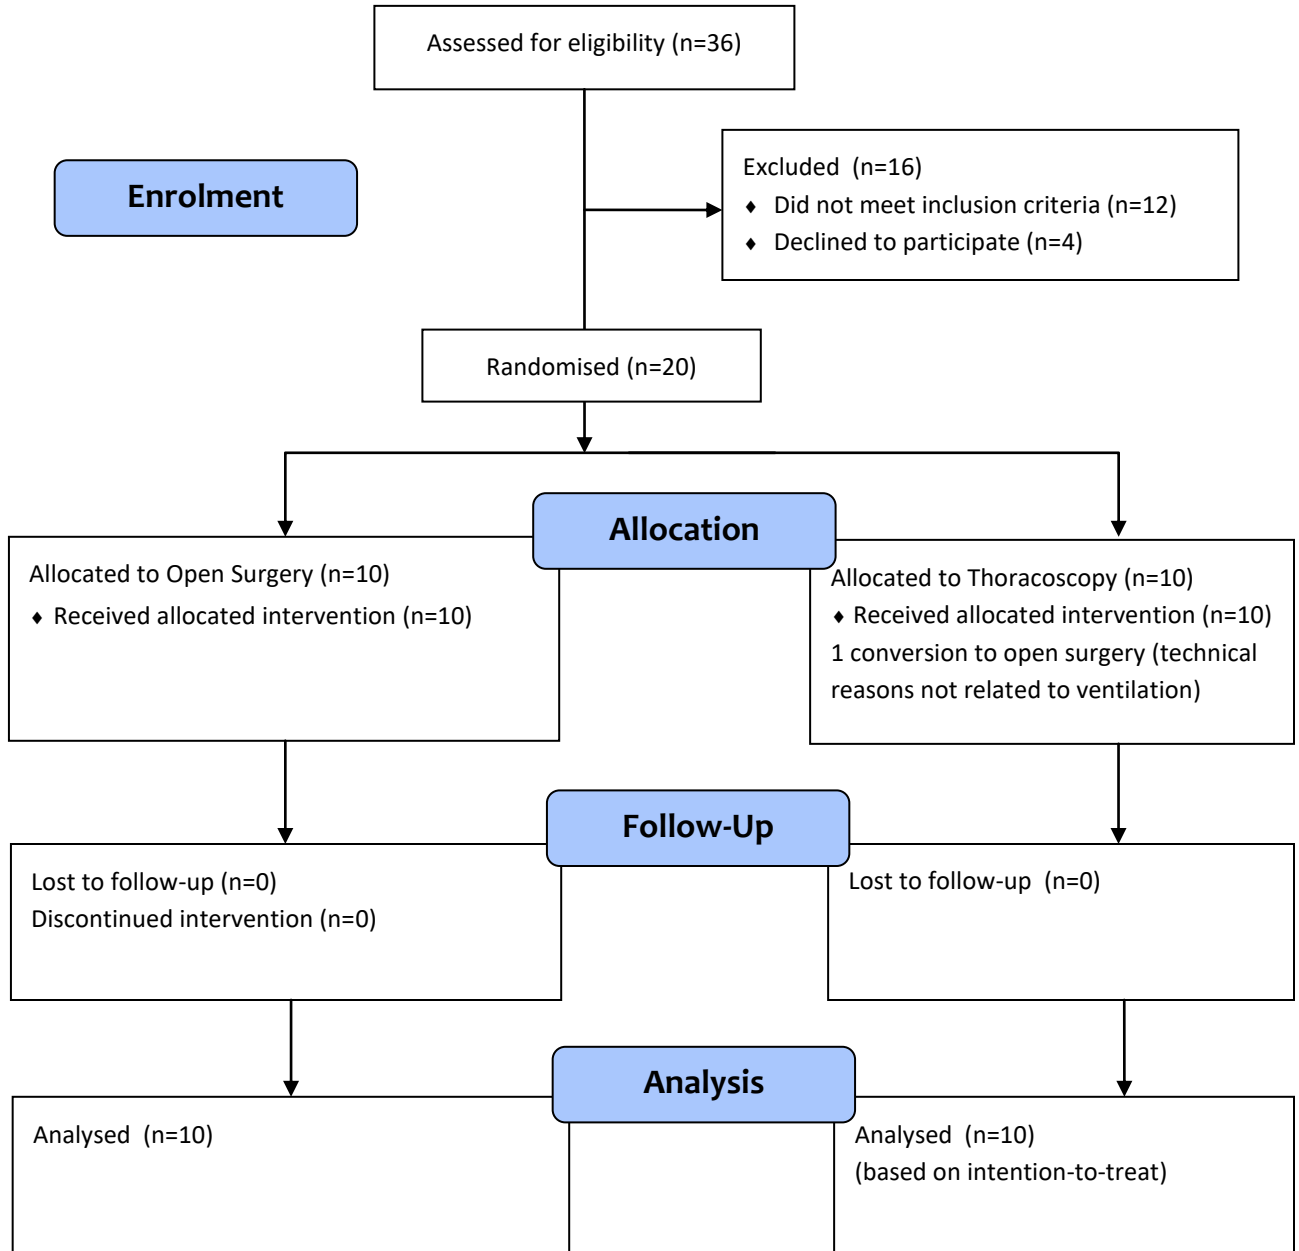 Assessed for eligibility (n=36)
Enrolment
Excluded  (n=16)
♦ Did not meet inclusion criteria (n=12)
♦ Declined to participate (n=4)
Randomised (n=20)
Allocation
Allocated to Open Surgery (n=10)
♦ Received allocated intervention (n=10)
Allocated to Thoracoscopy (n=10)
♦ Received allocated intervention (n=10)
1 conversion to open surgery (technical
reasons not related to ventilation)
Follow-Up
Lost to follow-up (n=0)
Discontinued intervention (n=0)
Lost to follow-up  (n=0)
Analysis
Analysed  (n=10)
Analysed  (n=10)
(based on intention-to-treat)